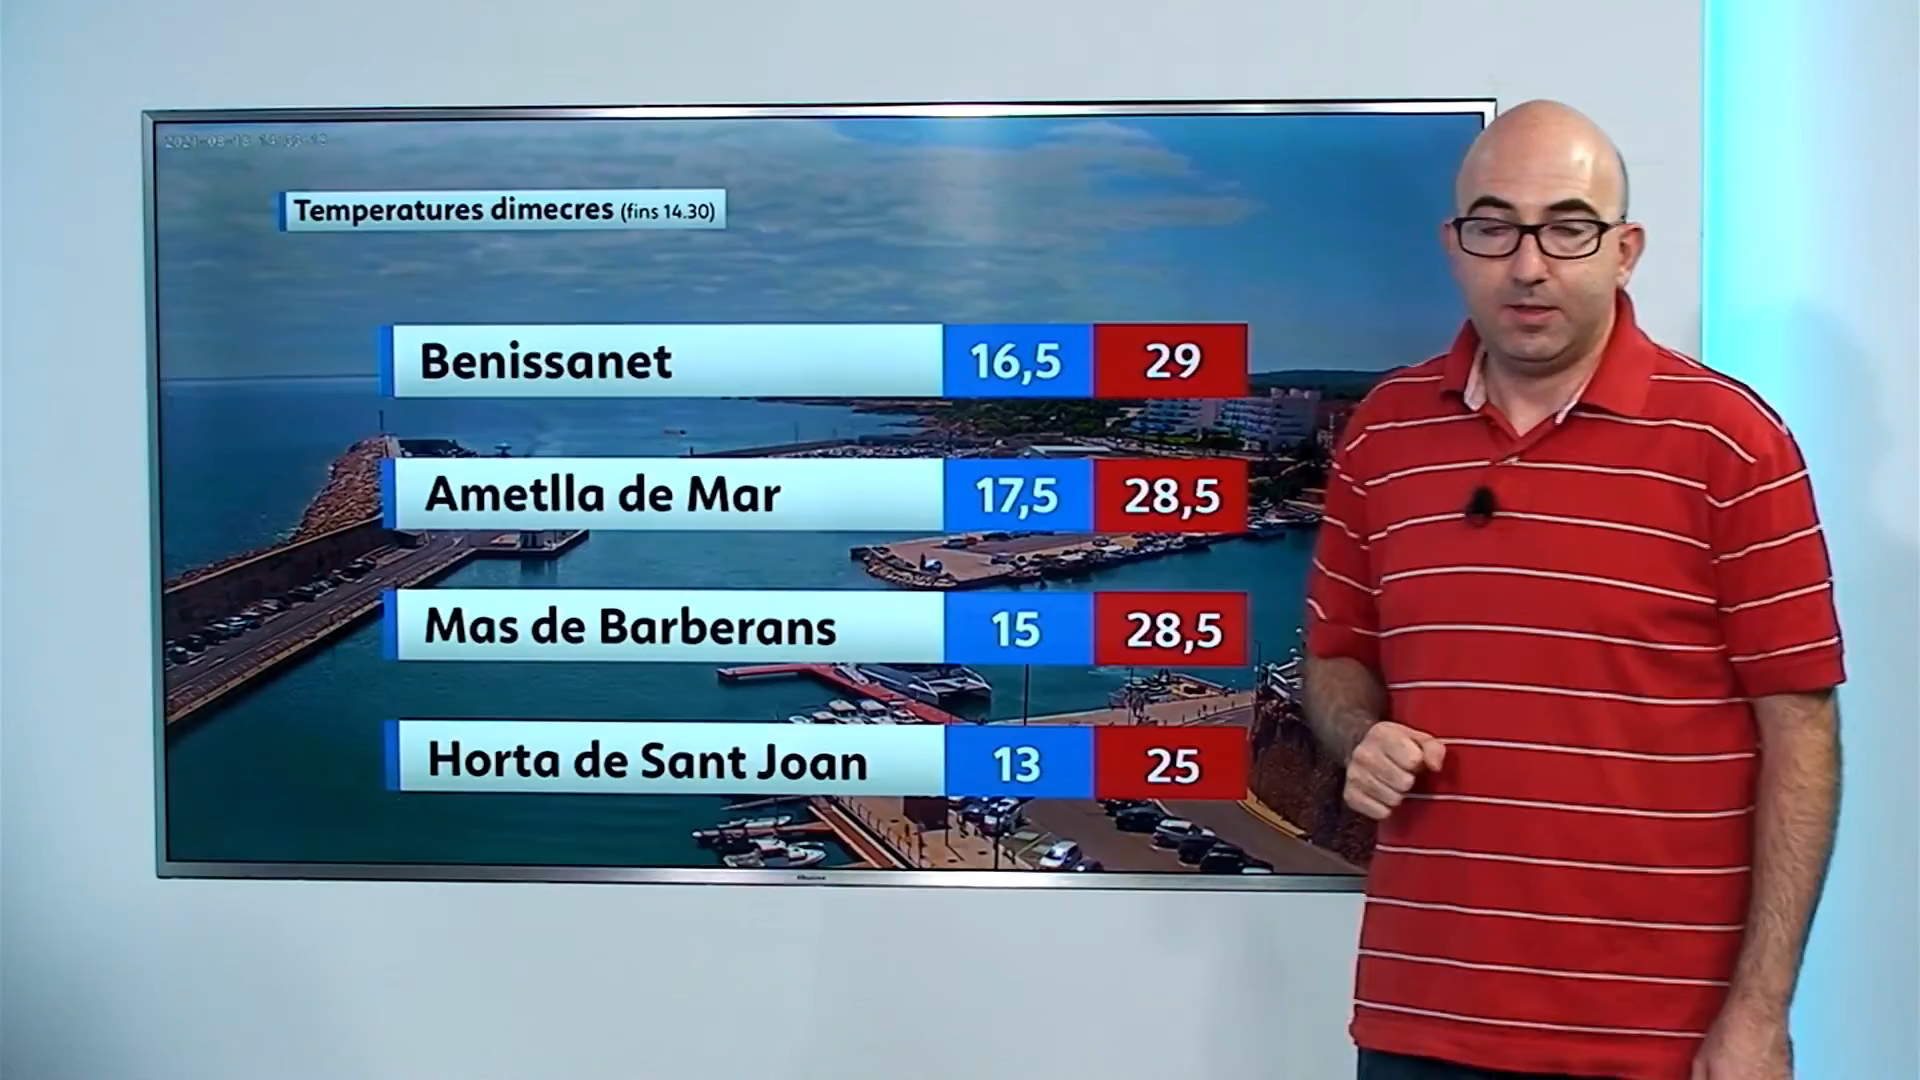 Temperatures dimecres (fins 14.30)
Benissanet 16,5 29
Ametlla de Mar 17,5 28,5
Mas de Barberans 15 28,5
Horta de Sant Joan 13 25
Hisense